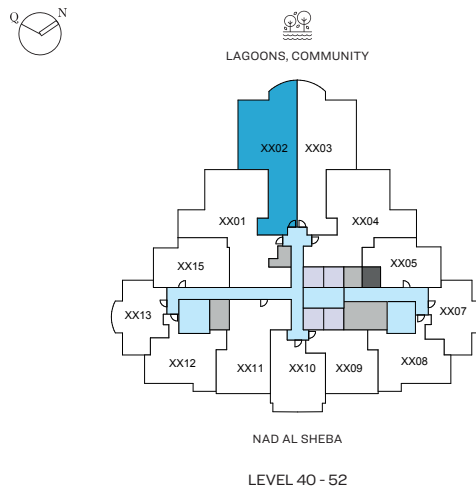 Q N
LAGOONS, COMMUNITY
XX02 XX03
XX01 XX04
XX15 XX05
XX13 XX07
XX12 XX11 XX10 XX09 XX08
NAD AL SHEBA
LEVEL 40 - 52